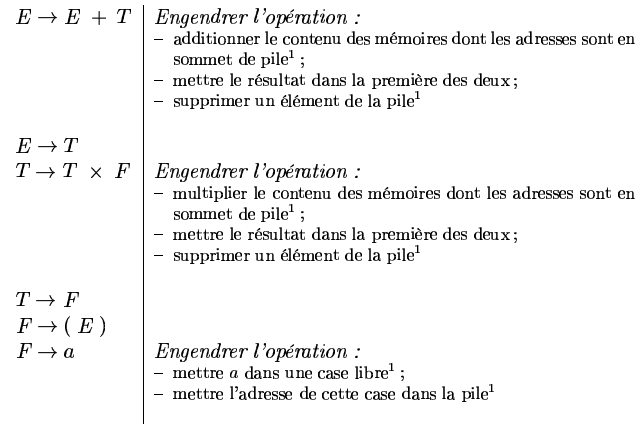 E → E + T Engendrer l'opération :
– additionner le contenu des mémoires dont les adresses sont en
sommet de pile¹ ;
– mettre le résultat dans la première des deux ;
– supprimer un élément de la pile¹
E → T
T → T × F Engendrer l'opération :
– multiplier le contenu des mémoires dont les adresses sont en
sommet de pile¹ ;
– mettre le résultat dans la première des deux ;
– supprimer un élément de la pile¹
T → F
F → ( E )
F → a Engendrer l'opération :
– mettre a dans une case libre¹ ;
– mettre l'adresse de cette case dans la pile¹